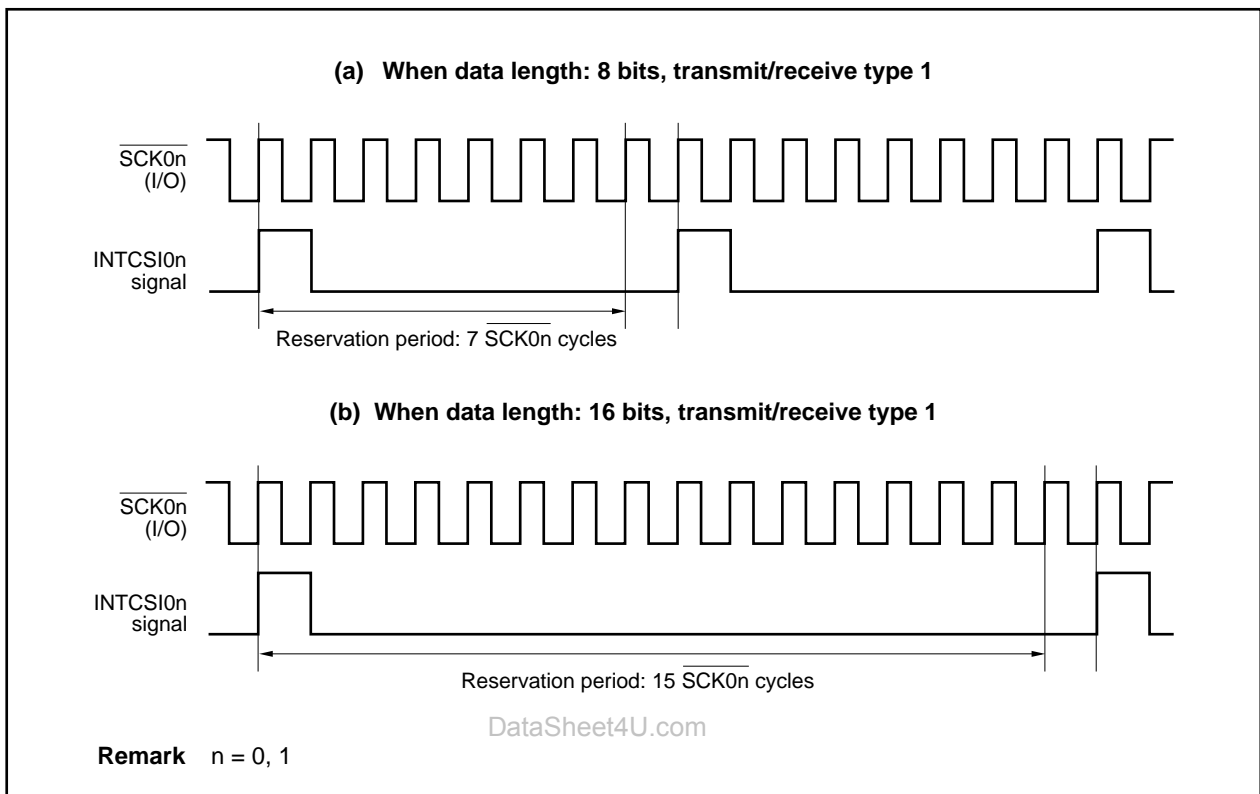 (a) When data length: 8 bits, transmit/receive type 1
SCK0n
(I/O)
INTCSI0n
signal
Reservation period: 7 SCK0n cycles
(b) When data length: 16 bits, transmit/receive type 1
SCK0n
(I/O)
INTCSI0n
signal
Reservation period: 15 SCK0n cycles
DataSheet4U.com
Remark n = 0, 1